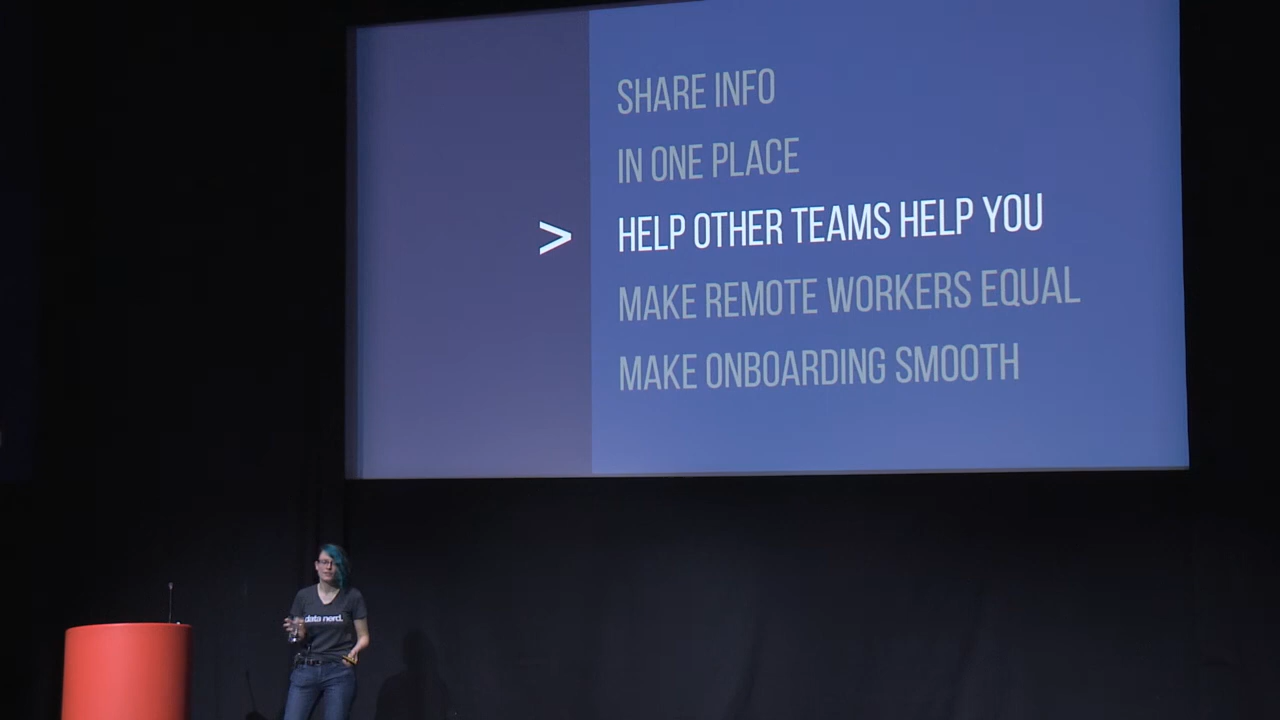 SHARE INFO
IN ONE PLACE
> HELP OTHER TEAMS HELP YOU
MAKE REMOTE WORKERS EQUAL
MAKE ONBOARDING SMOOTH
data nerd.